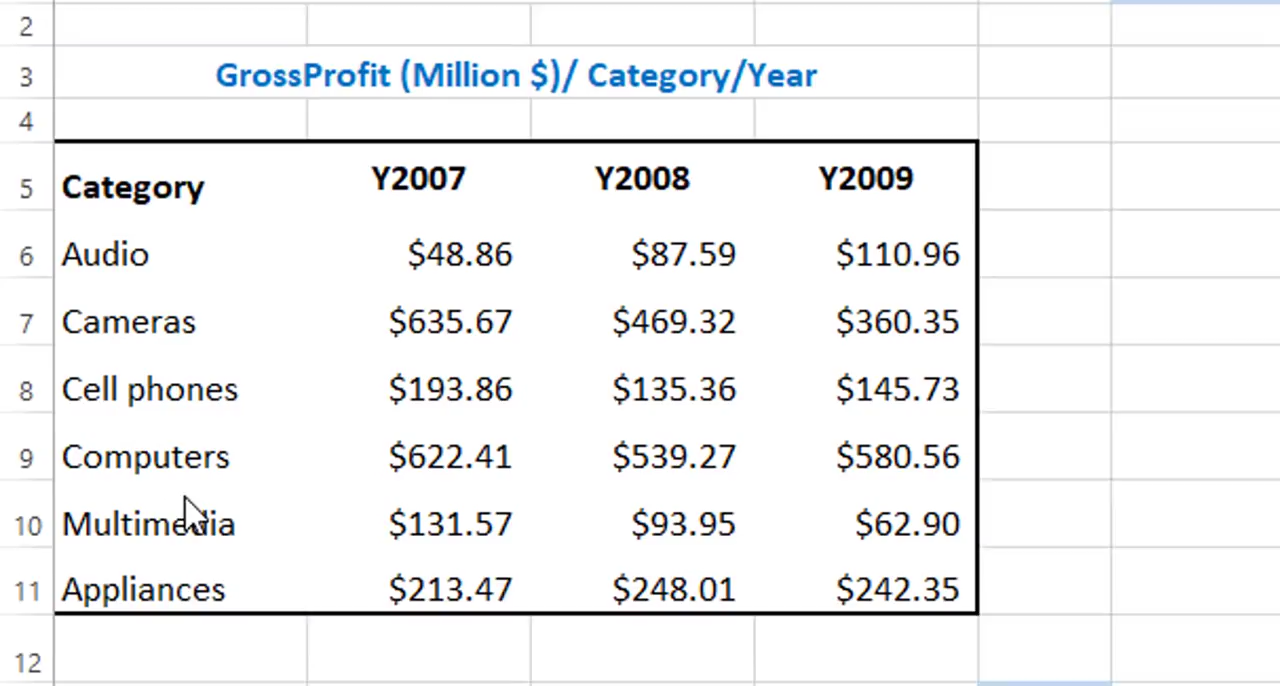 2
3 GrossProfit (Million $)/ Category/Year
4
5 Category Y2007 Y2008 Y2009
6 Audio $48.86 $87.59 $110.96
7 Cameras $635.67 $469.32 $360.35
8 Cell phones $193.86 $135.36 $145.73
9 Computers $622.41 $539.27 $580.56
10 Multimedia $131.57 $93.95 $62.90
11 Appliances $213.47 $248.01 $242.35
12